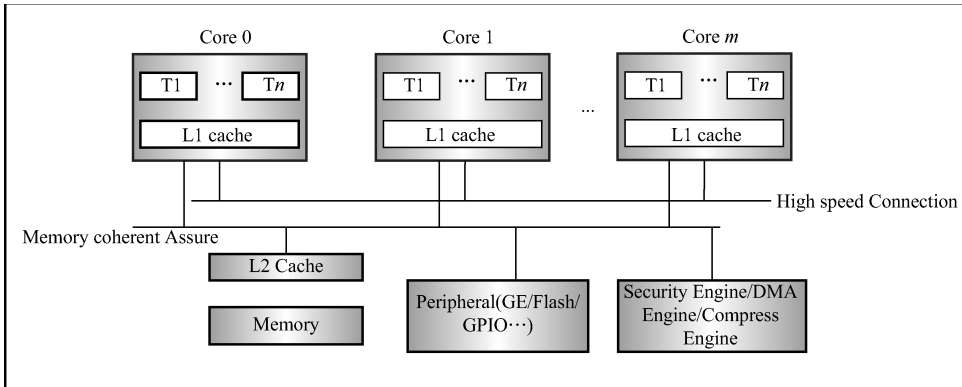 Core 0
Core 1
Core m
T1 ··· Tn
T1 ··· Tn
T1 ··· Tn
...
L1 cache
L1 cache
L1 cache
High speed Connection
Memory coherent Assure
L2 Cache
Memory
Peripheral(GE/Flash/
GPIO···)
Security Engine/DMA
Engine/Compress
Engine